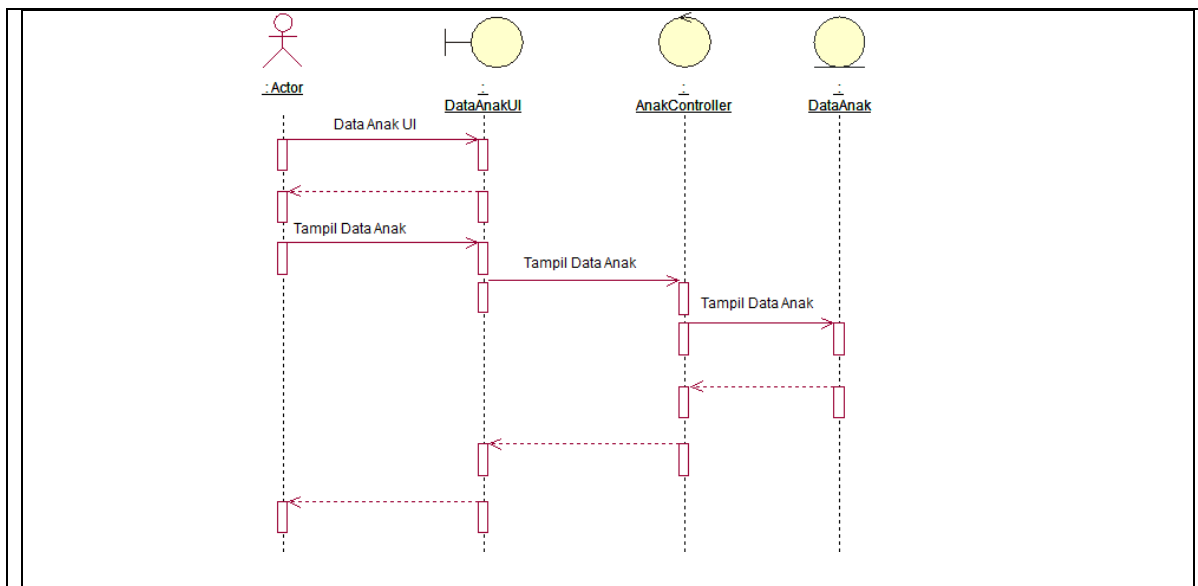 : Actor
:
DataAnakUI
:
AnakController
:
DataAnak
Data Anak UI
Tampil Data Anak
Tampil Data Anak
Tampil Data Anak